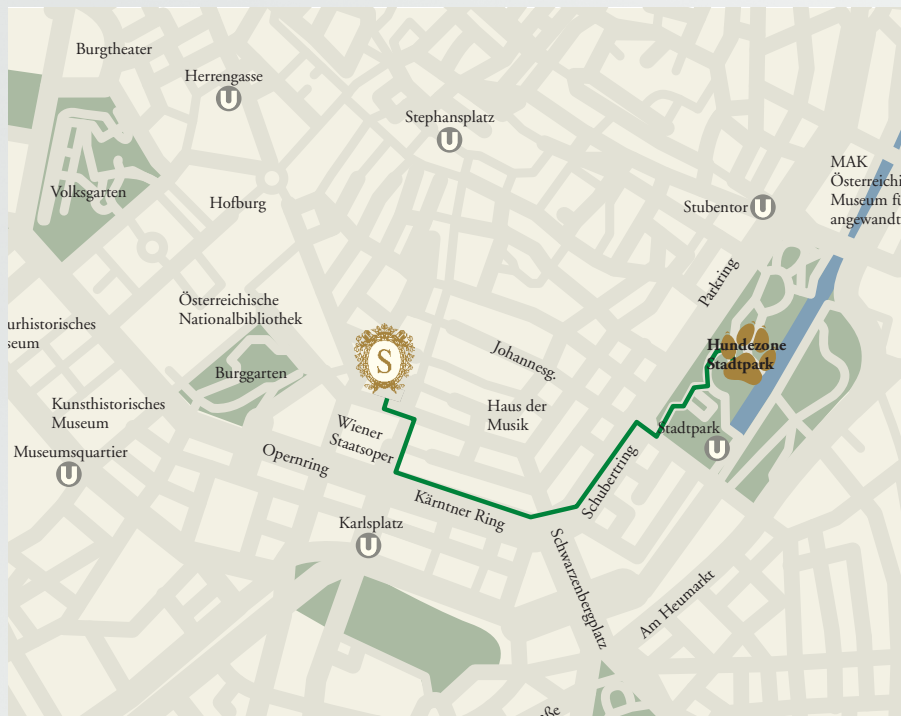 Burgtheater
Herrengasse
U
Stephansplatz
U
MAK
Österreichi
Museum fü
angewandt
Volksgarten
Hofburg
Stubentor U
Parkring
Österreichische
Nationalbibliothek
urhistorisches
seum
Hundezone
Stadtpark
S
Johannesg.
Burggarten
Kunsthistorisches
Museum
Haus der
Musik
Wiener
Staatsoper
Stadtpark
U
Museumsquartier
U
Opernring
Schubertring
Kärntner Ring
Karlsplatz
U
Schwarzenbergplatz
Am Heumarkt
ße